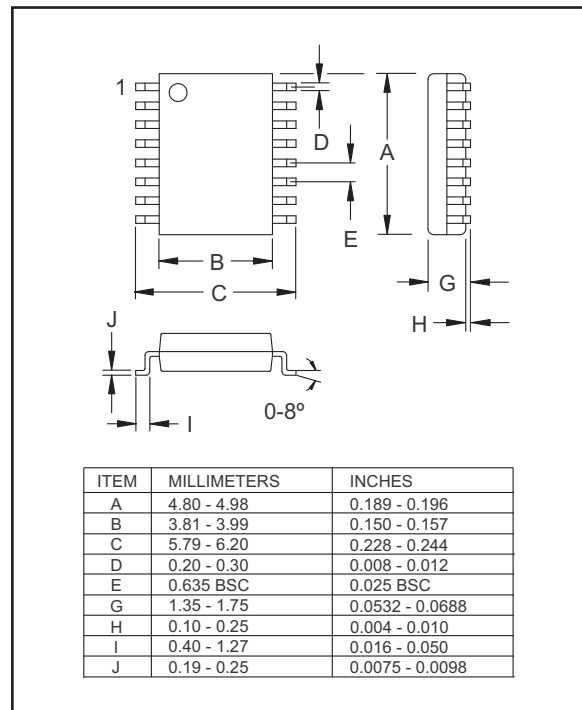 1
D
A
E
B
C
G
H
J
I
0-8º
ITEM MILLIMETERS INCHES
A 4.80 - 4.98 0.189 - 0.196
B 3.81 - 3.99 0.150 - 0.157
C 5.79 - 6.20 0.228 - 0.244
D 0.20 - 0.30 0.008 - 0.012
E 0.635 BSC 0.025 BSC
G 1.35 - 1.75 0.0532 - 0.0688
H 0.10 - 0.25 0.004 - 0.010
I 0.40 - 1.27 0.016 - 0.050
J 0.19 - 0.25 0.0075 - 0.0098